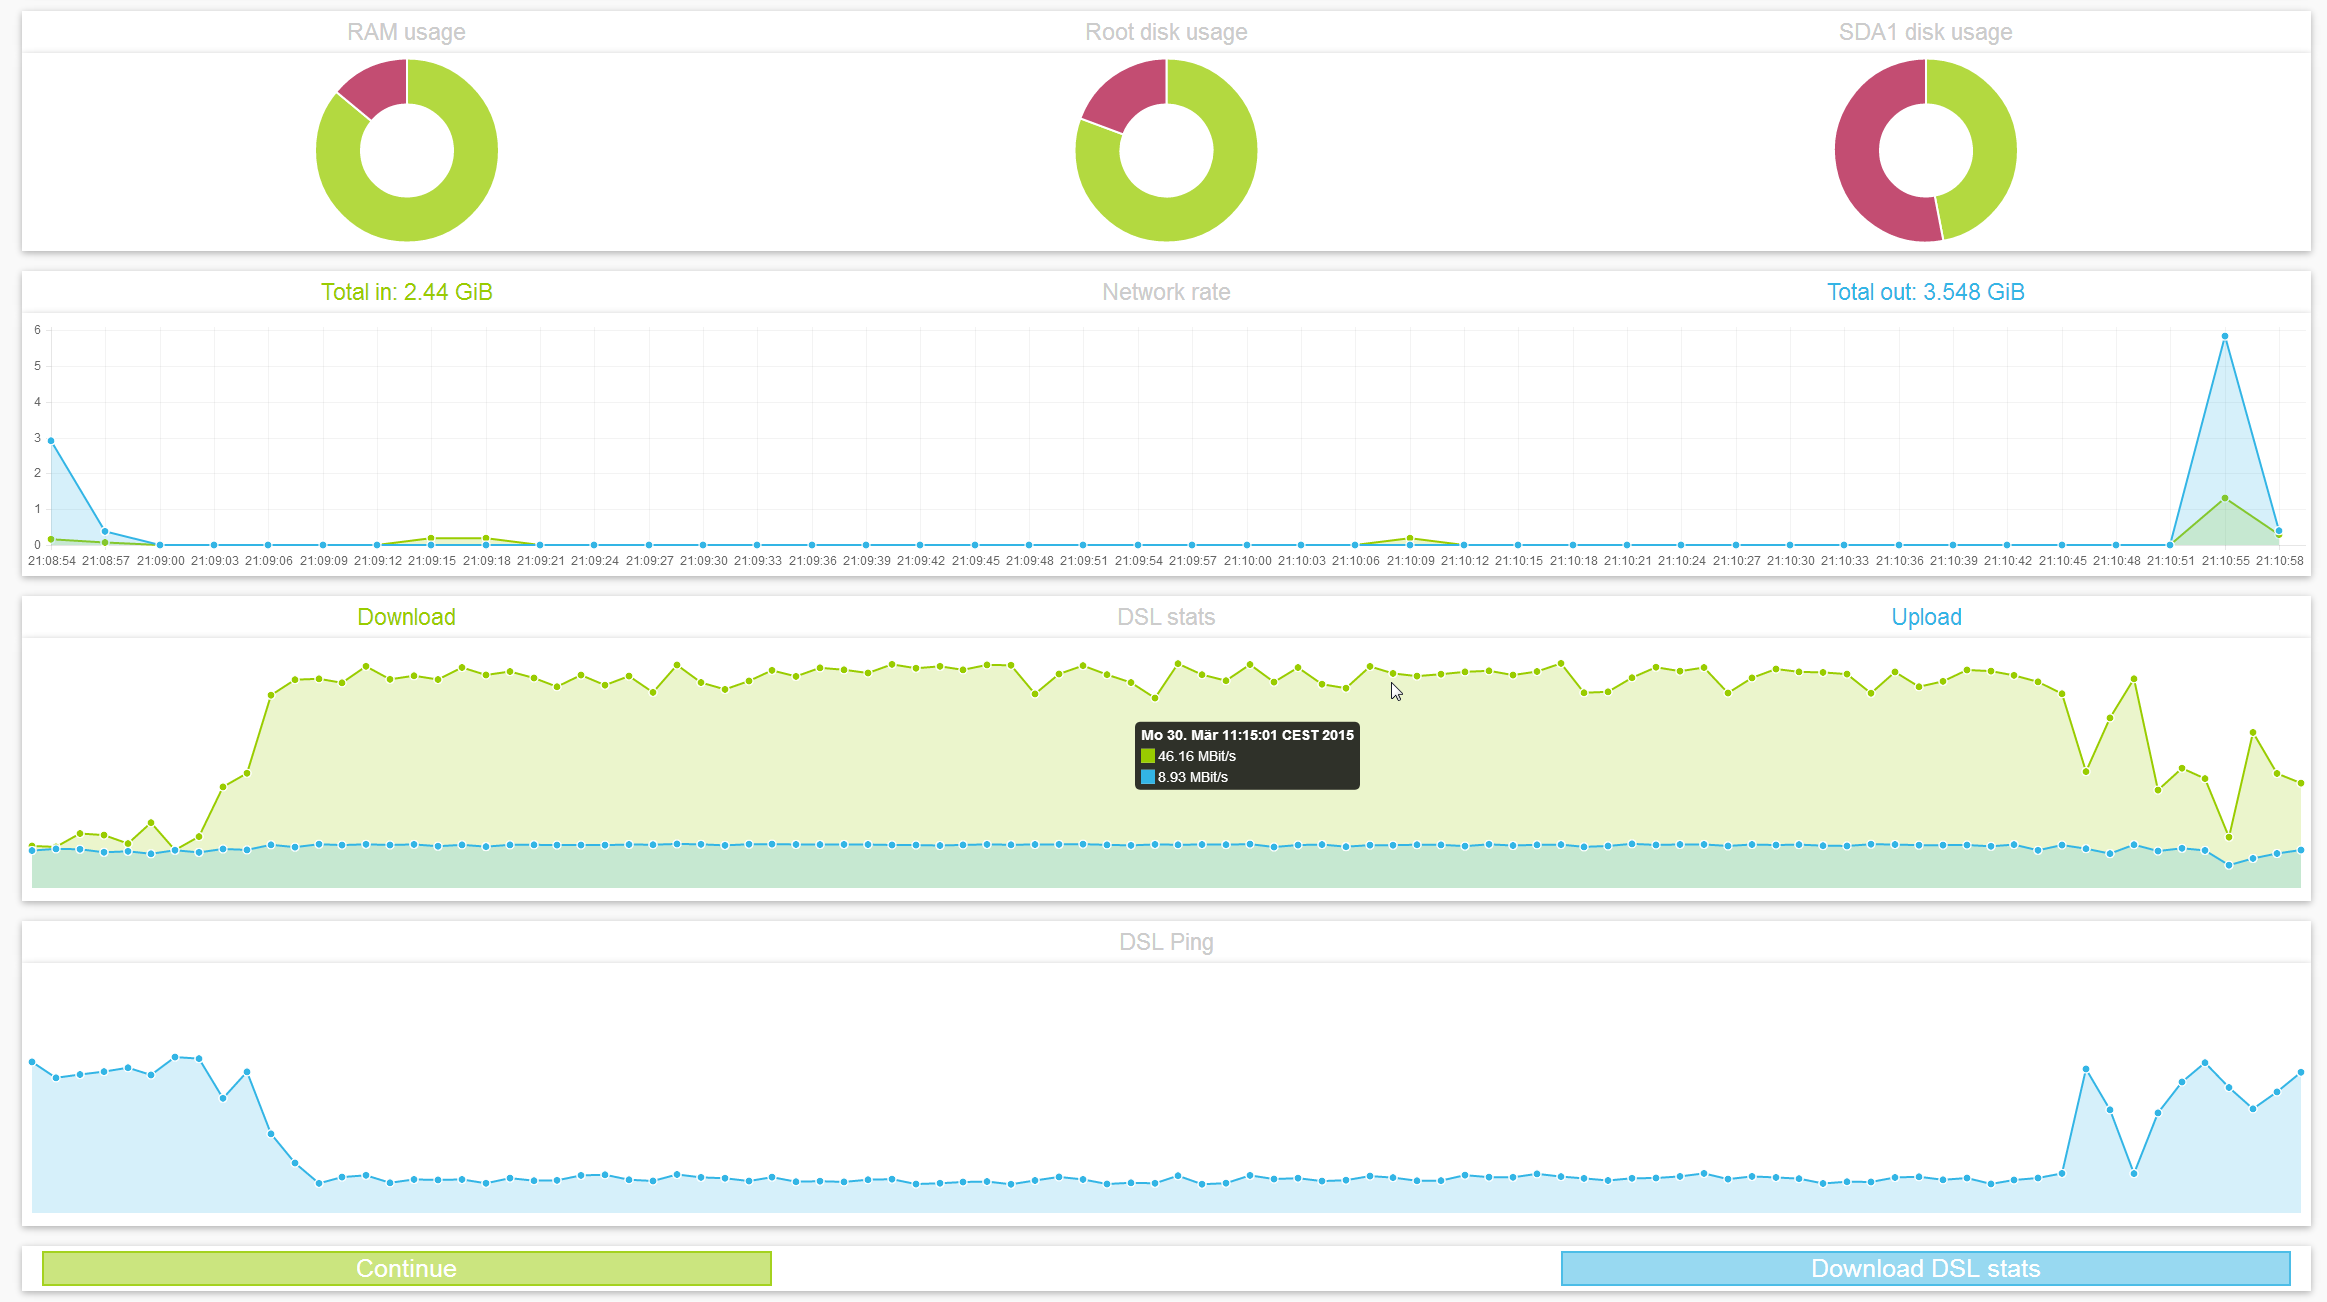 RAM usage Root disk usage SDA1 disk usage
Total in: 2.44 GiB Network rate Total out: 3.548 GiB
6
5
4
3
2
1
0
21:08:54 21:08:57 21:09:00 21:09:03 21:09:06 21:09:09 21:09:12 21:09:15 21:09:18 21:09:21 21:09:24 21:09:27 21:09:30 21:09:33 21:09:36 21:09:39 21:09:42 21:09:45 21:09:48 21:09:51 21:09:54 21:09:57 21:10:00 21:10:03 21:10:06 21:10:09 21:10:12 21:10:15 21:10:18 21:10:21 21:10:24 21:10:27 21:10:30 21:10:33 21:10:36 21:10:39 21:10:42 21:10:45 21:10:48 21:10:51 21:10:55 21:10:58
Download DSL stats Upload
Mo 30. Mär 11:15:01 CEST 2015
46.16 MBit/s
8.93 MBit/s
DSL Ping
Continue Download DSL stats